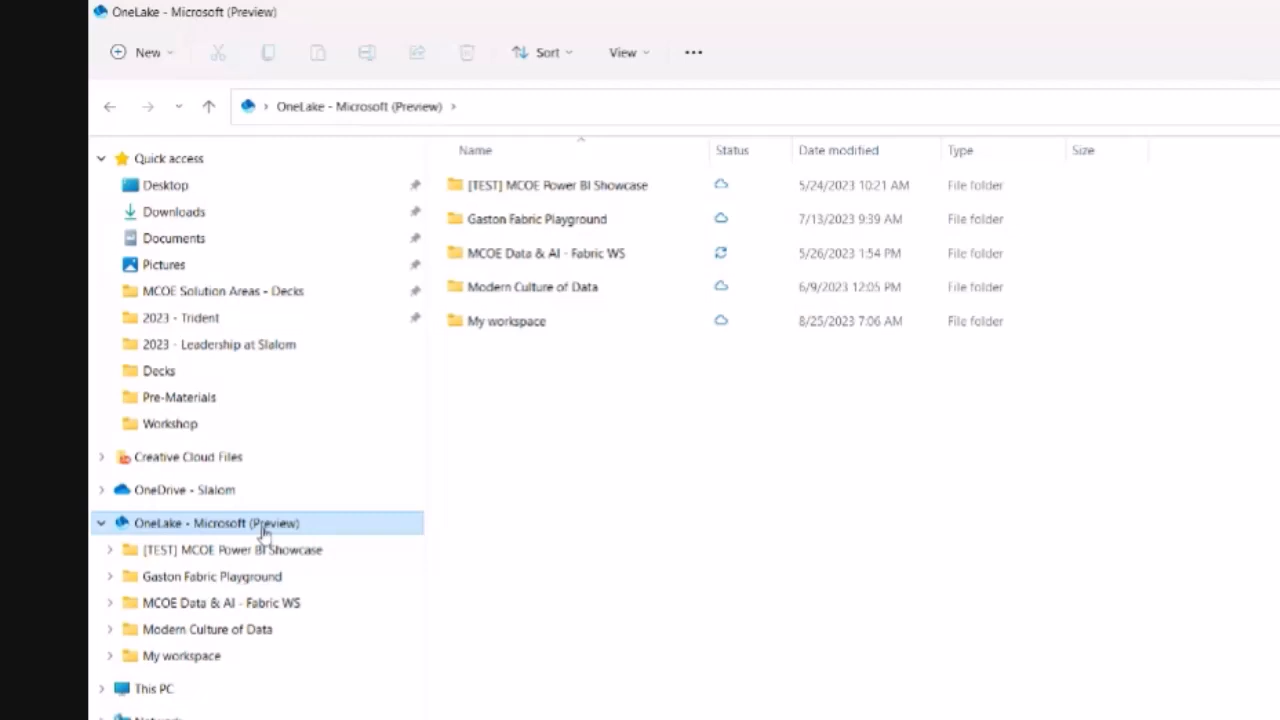 OneLake - Microsoft (Preview)
New
Sort
View
OneLake - Microsoft (Preview)
Quick access
Desktop
Downloads
Documents
Pictures
MCOE Solution Areas - Decks
2023 - Trident
2023 - Leadership at Slalom
Decks
Pre-Materials
Workshop
Creative Cloud Files
OneDrive - Slalom
OneLake - Microsoft (Preview)
[TEST] MCOE Power BI Showcase
Gaston Fabric Playground
MCOE Data & AI - Fabric WS
Modern Culture of Data
My workspace
This PC
Name Status Date modified Type Size
[TEST] MCOE Power BI Showcase 5/24/2023 10:21 AM File folder
Gaston Fabric Playground 7/13/2023 9:39 AM File folder
MCOE Data & AI - Fabric WS 5/26/2023 1:54 PM File folder
Modern Culture of Data 6/9/2023 12:05 PM File folder
My workspace 8/25/2023 7:06 AM File folder